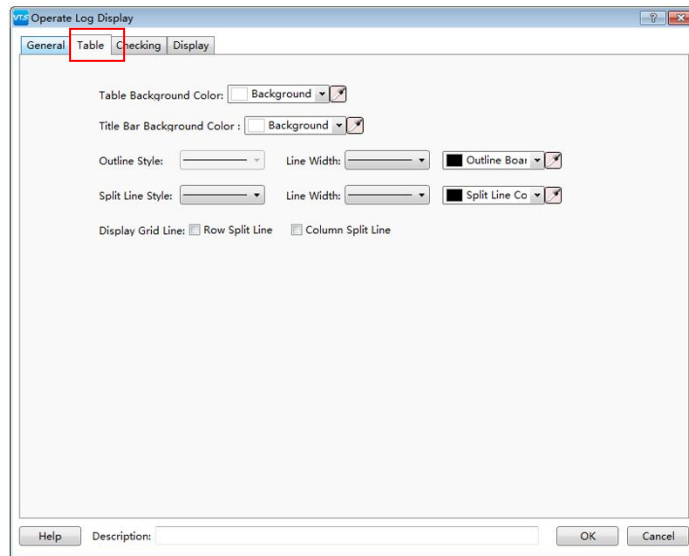 VT.S Operate Log Display
General Table Checking Display
Table Background Color: Background
Title Bar Background Color : Background
Outline Style: Line Width: Outline Boar
Split Line Style: Line Width: Split Line Co
Display Grid Line: Row Split Line Column Split Line
Help Description: OK Cancel